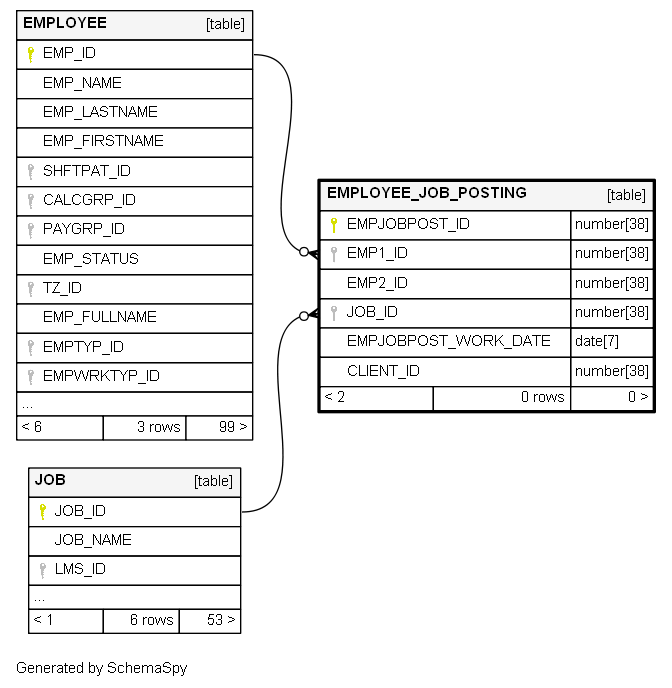 EMPLOYEE [table]
EMP_ID
EMP_NAME
EMP_LASTNAME
EMP_FIRSTNAME
SHFTPAT_ID
CALCGRP_ID
PAYGRP_ID
EMP_STATUS
TZ_ID
EMP_FULLNAME
EMPTYP_ID
EMPWRKTYP_ID
...
< 6 3 rows 99 >
EMPLOYEE_JOB_POSTING [table]
EMPJOBPOST_ID number[38]
EMP1_ID number[38]
EMP2_ID number[38]
JOB_ID number[38]
EMPJOBPOST_WORK_DATE date[7]
CLIENT_ID number[38]
< 2 0 rows 0 >
JOB [table]
JOB_ID
JOB_NAME
LMS_ID
...
< 1 6 rows 53 >
Generated by SchemaSpy